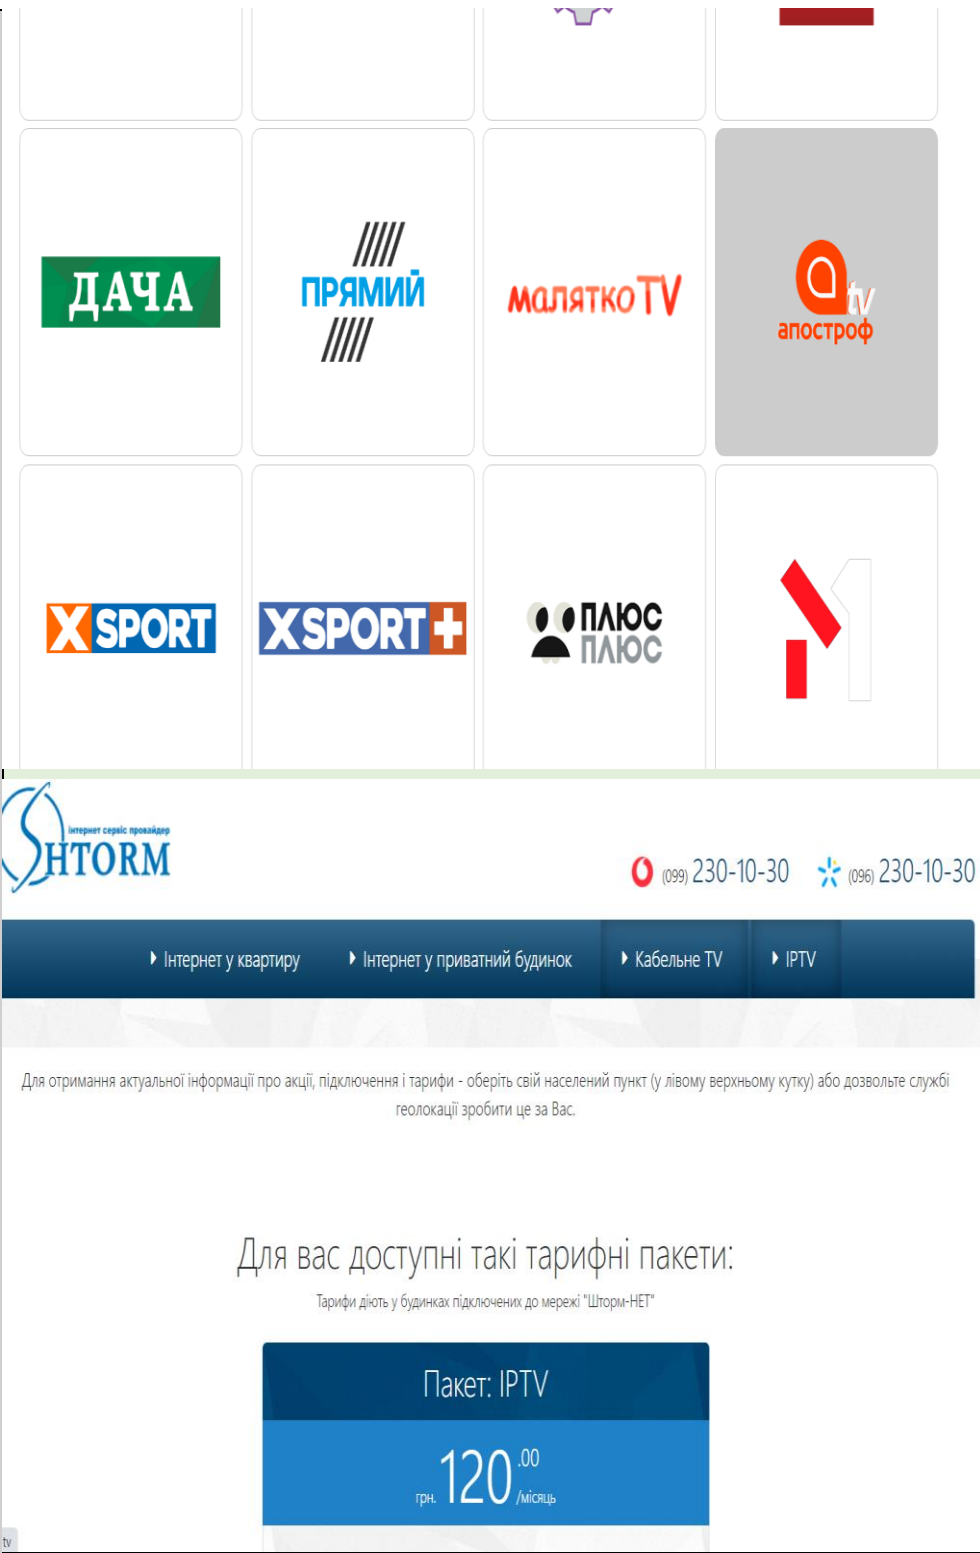 ДАЧА
ПРЯМИЙ
малятко TV
tv
апостроф
XSPORT
XSPORT+
ПЛЮС
ПЛЮС
інтернет сервіс провайдер
SHTORM
(099) 230-10-30 (096) 230-10-30
Інтернет у квартиру Інтернет у приватний будинок Кабельне TV IPTV
Для отримання актуальної інформації про акції, підключення і тарифи - оберіть свій населений пункт (у лівому верхньому кутку) або дозвольте службі
геолокації зробити це за Вас.
Для вас доступні такі тарифні пакети:
Тарифи діють у будинках підключених до мережі "Шторм-НЕТ"
Пакет: IPTV
грн. 120 .00 /місяць
tv